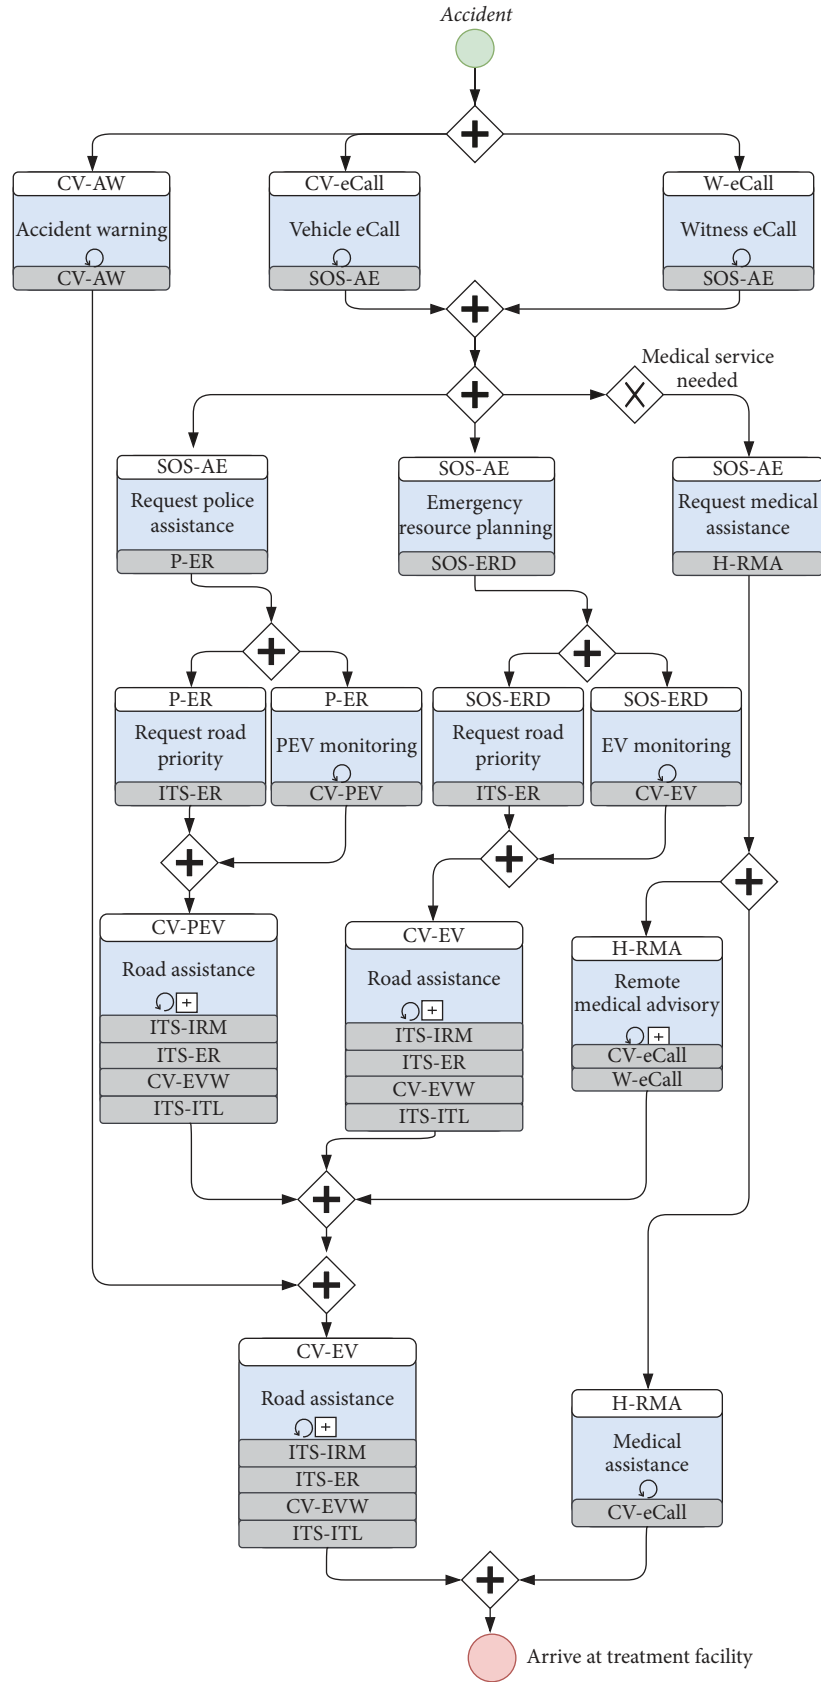 Accident
CV-AW
Accident warning
CV-AW
CV-eCall
Vehicle eCall
SOS-AE
W-eCall
Witness eCall
SOS-AE
Medical service
needed
SOS-AE
Request police
assistance
P-ER
SOS-AE
Emergency
resource planning
SOS-ERD
SOS-AE
Request medical
assistance
H-RMA
P-ER
Request road
priority
ITS-ER
P-ER
PEV monitoring
CV-PEV
SOS-ERD
Request road
priority
ITS-ER
SOS-ERD
EV monitoring
CV-EV
CV-PEV
Road assistance
ITS-IRM
ITS-ER
CV-EVW
ITS-ITL
CV-EV
Road assistance
ITS-IRM
ITS-ER
CV-EVW
ITS-ITL
H-RMA
Remote
medical advisory
CV-eCall
W-eCall
CV-EV
Road assistance
ITS-IRM
ITS-ER
CV-EVW
ITS-ITL
H-RMA
Medical
assistance
CV-eCall
Arrive at treatment facility